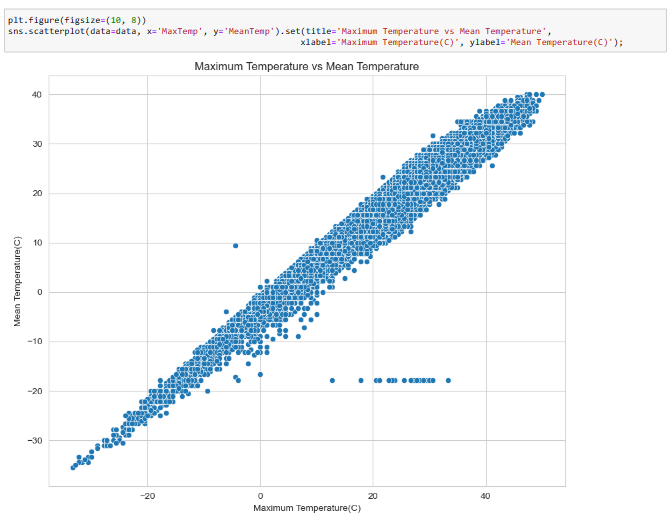 plt.figure(figsize=(10, 8))
sns.scatterplot(data=data, x='MaxTemp', y='MeanTemp').set(title='Maximum Temperature vs Mean Temperature',
xlabel='Maximum Temperature(C)', ylabel='Mean Temperature(C)');
Maximum Temperature vs Mean Temperature
40
30
20
10
0
−10
−20
−30
Mean Temperature(C)
−20 0 20 40
Maximum Temperature(C)